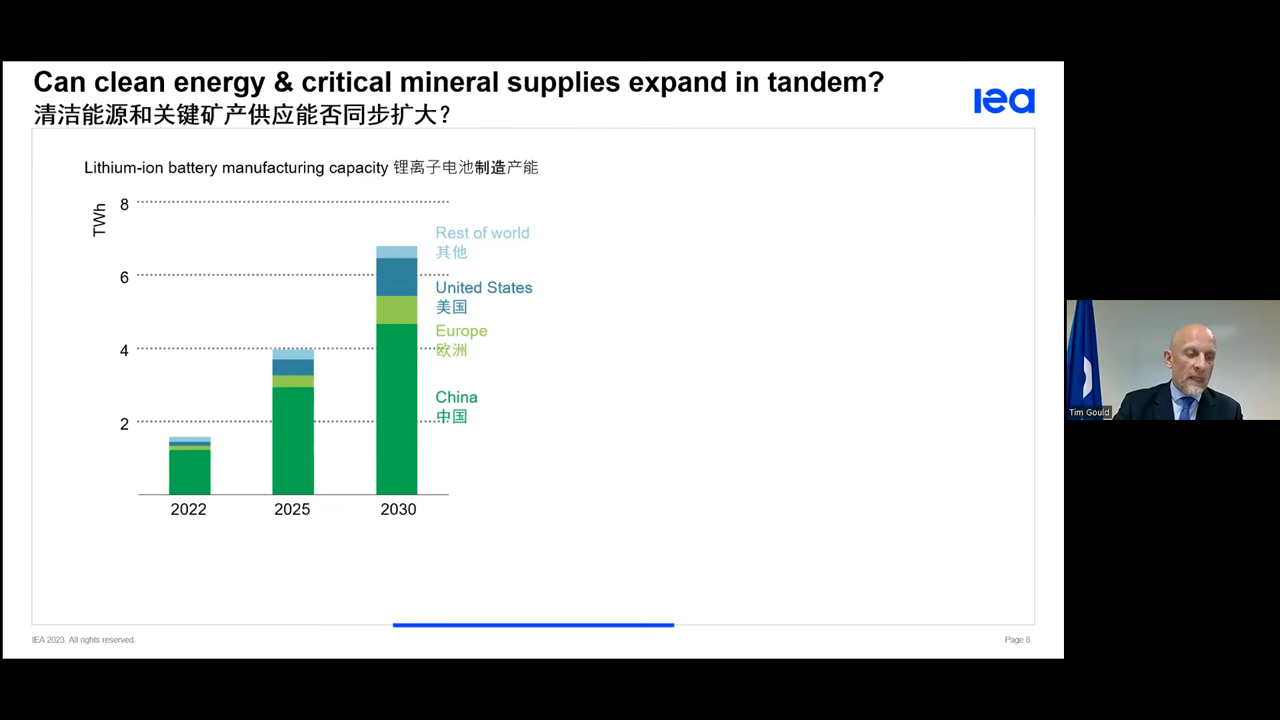 Can clean energy & critical mineral supplies expand in tandem?
清洁能源和关键矿产供应能否同步扩大?
iea
Lithium-ion battery manufacturing capacity 锂离子电池制造产能
TWh
8
6
4
2
Rest of world
其他
United States
美国
Europe
欧洲
China
中国
2022
2025
2030
IEA 2023. All rights reserved.
Page 8
Tim Gould